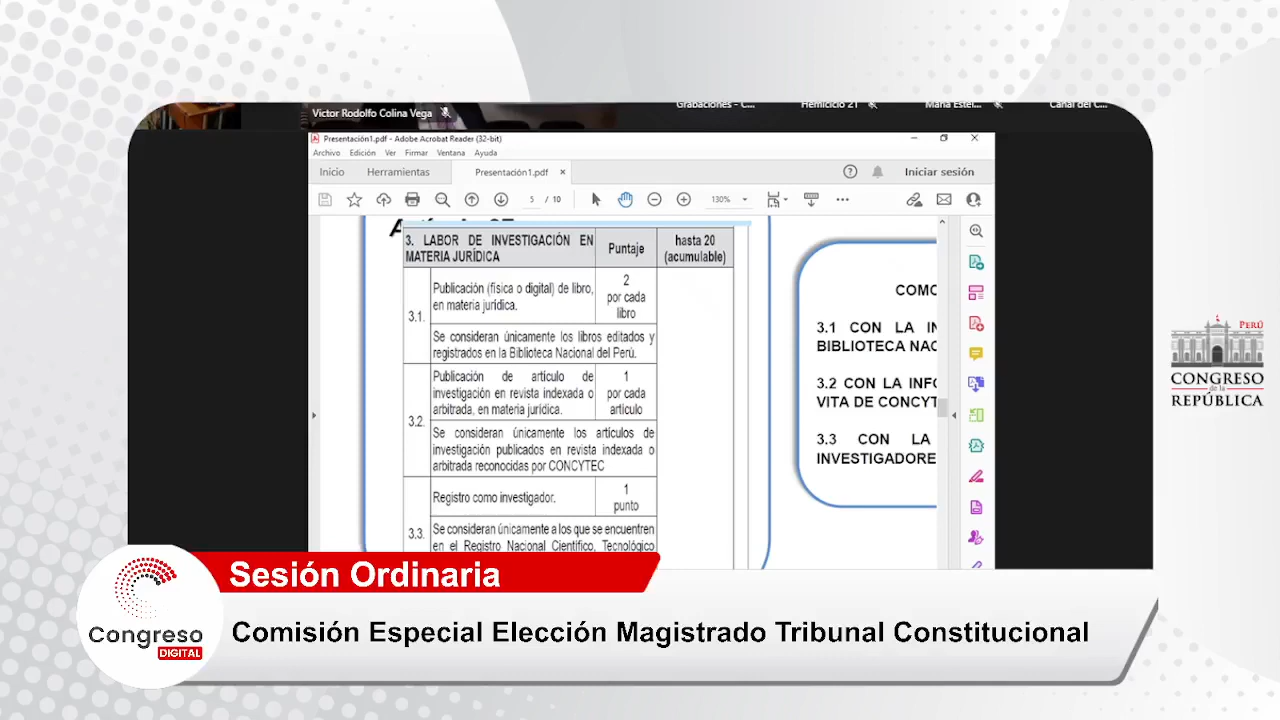 Víctor Rodolfo Colina Vega
Grabaciones - C...
Hemiciclo 21
María Estel...
Canal del C...
Presentación1.pdf - Adobe Acrobat Reader (32-bit)
Archivo Edición Ver Firmar Ventana Ayuda
Inicio Herramientas Presentación1.pdf × Iniciar sesión
5 / 10 130%
3. LABOR DE INVESTIGACIÓN EN
MATERIA JURÍDICA
Puntaje
hasta 20
(acumulable)
3.1.
Publicación (física o digital) de libro,
en materia jurídica.
2
por cada
libro
Se consideran únicamente los libros editados y
registrados en la Biblioteca Nacional del Perú.
3.2.
Publicación de artículo de
investigación en revista indexada o
arbitrada, en materia jurídica.
1
por cada
artículo
Se consideran únicamente los artículos de
investigación publicados en revista indexada o
arbitrada reconocidas por CONCYTEC
3.3.
Registro como investigador.
1
punto
Se consideran únicamente a los que se encuentren
en el Registro Nacional Científico, Tecnológico
COMO
3.1 CON LA IN
BIBLIOTECA NAC
3.2 CON LA INFO
VITA DE CONCYT
3.3 CON LA
INVESTIGADORE
PERÚ
CONGRESO
de la
REPÚBLICA
Sesión Ordinaria
Congreso
DIGITAL
Comisión Especial Elección Magistrado Tribunal Constitucional